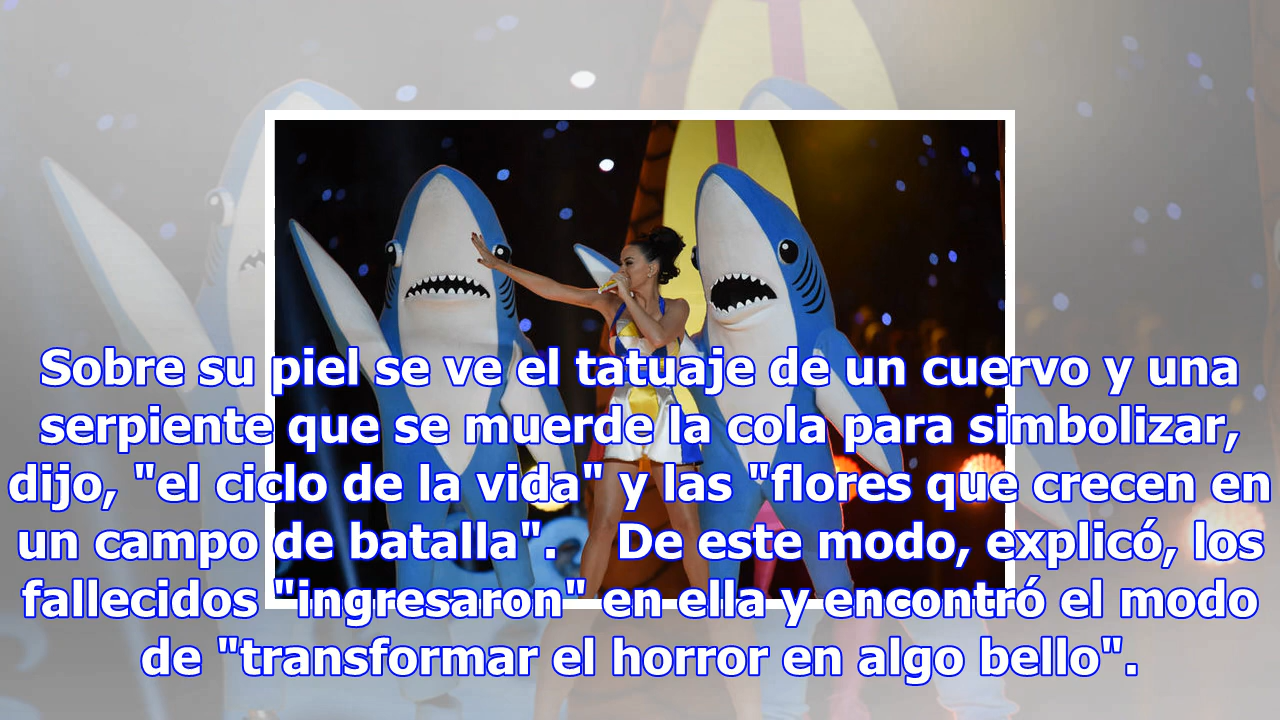 Sobre su piel se ve el tatuaje de un cuervo y una
serpiente que se muerde la cola para simbolizar,
dijo, "el ciclo de la vida" y las "flores que crecen en
un campo de batalla".    De este modo, explicó, los
fallecidos "ingresaron" en ella y encontró el modo
de "transformar el horror en algo bello".